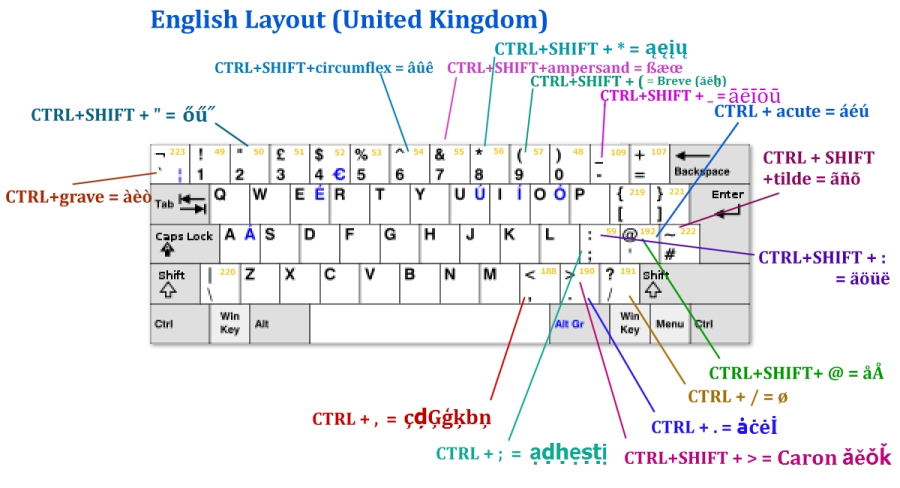 English Layout (United Kingdom)
CTRL+SHIFT + * = ąęįų
CTRL+SHIFT+circumflex = âûê
CTRL+SHIFT+ampersand = ßæœ
CTRL+SHIFT + ( = Breve (ăĕḫ)
CTRL+SHIFT + _ = āēīōū
CTRL+SHIFT + " = őű˝
CTRL + acute = áéú
¬ 223 ! 49 " 50 £ 51 $ 52 % 53 ^ 54 & 55 * 56 ( 57 ) 48 _ 109 + 107
` ¦ 1 2 3 4 € 5 6 7 8 9 0 - = Backspace
CTRL + SHIFT
+tilde = ãñõ
CTRL+grave = àèò
Tab Q W E É R T Y U Ú I Í O Ó P { 219 } 221 Enter
[ ]
Caps Lock A Á S D F G H J K L : 59 @ 192 ~ 222
; ' #
CTRL+SHIFT + :
= äöüë
Shift | 220 Z X C V B N M < 188 > 190 ? 191 Shift
\ , . /
Ctrl Win Key Alt Alt Gr Win Key Menu Ctrl
CTRL+SHIFT+ @ = åÅ
CTRL + / = ø
CTRL + , = çḑĢģķbņ
CTRL + . = ȧċėİ
CTRL + ; = ạḍḥẹṣṭị
CTRL+SHIFT + > = Caron ǎěǒǩ